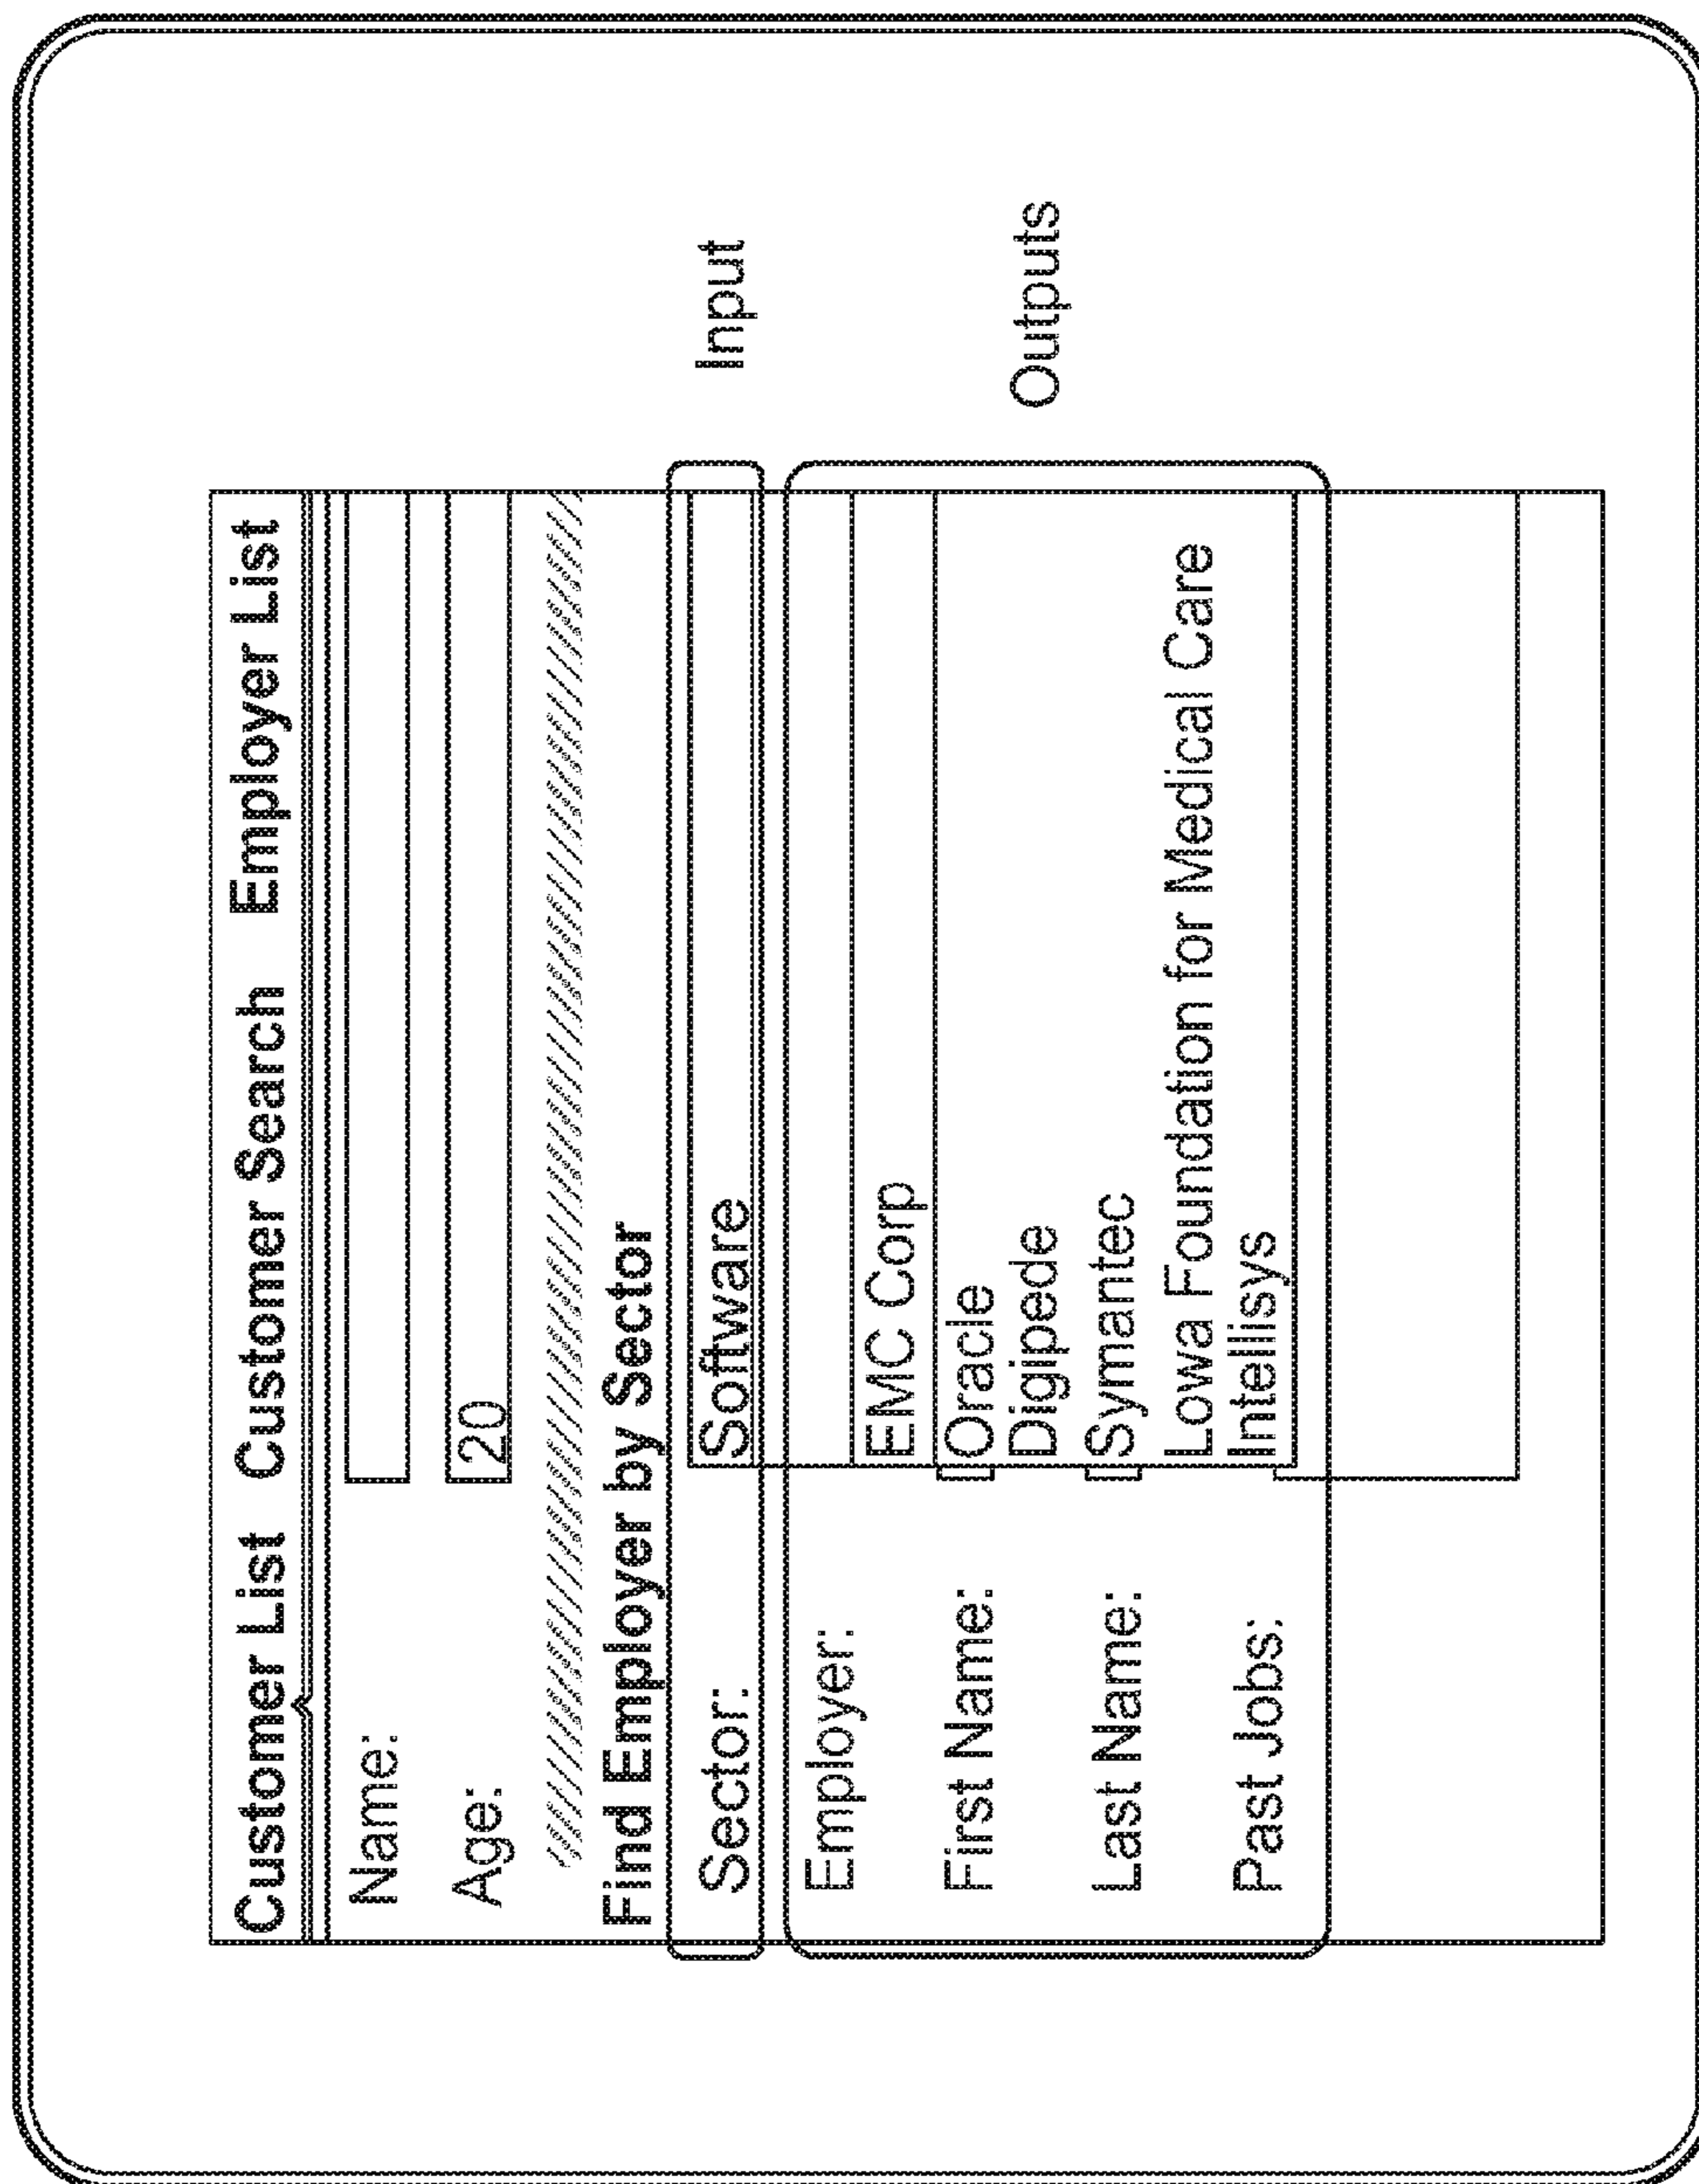 Customer List Customer Search Employer List
Name:
Age: 20
Find Employer by Sector
Sector: Software Input
Employer:
EMC Corp
First Name: Oracle
Digipede Outputs
Last Name: Symantec
Lowa Foundation for Medical Care
Past Jobs: Intellisys